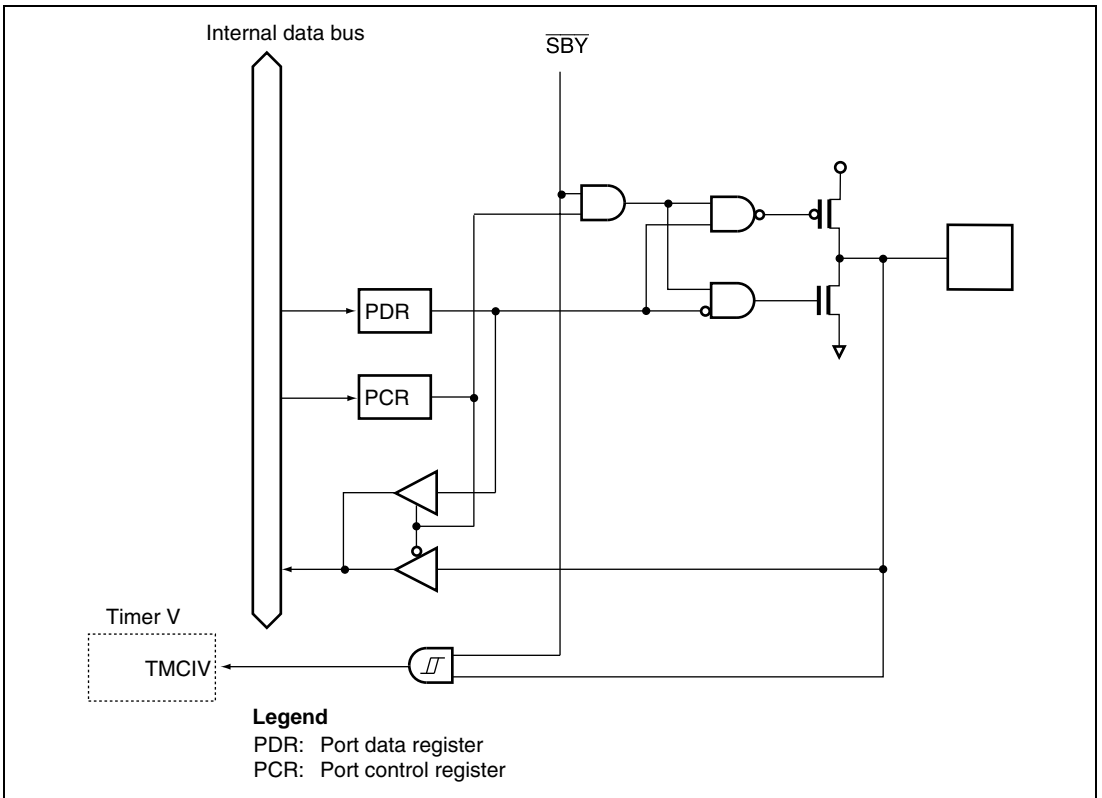 Internal data bus
SBY
PDR
PCR
Timer V
TMCIV
Legend
PDR: Port data register
PCR: Port control register